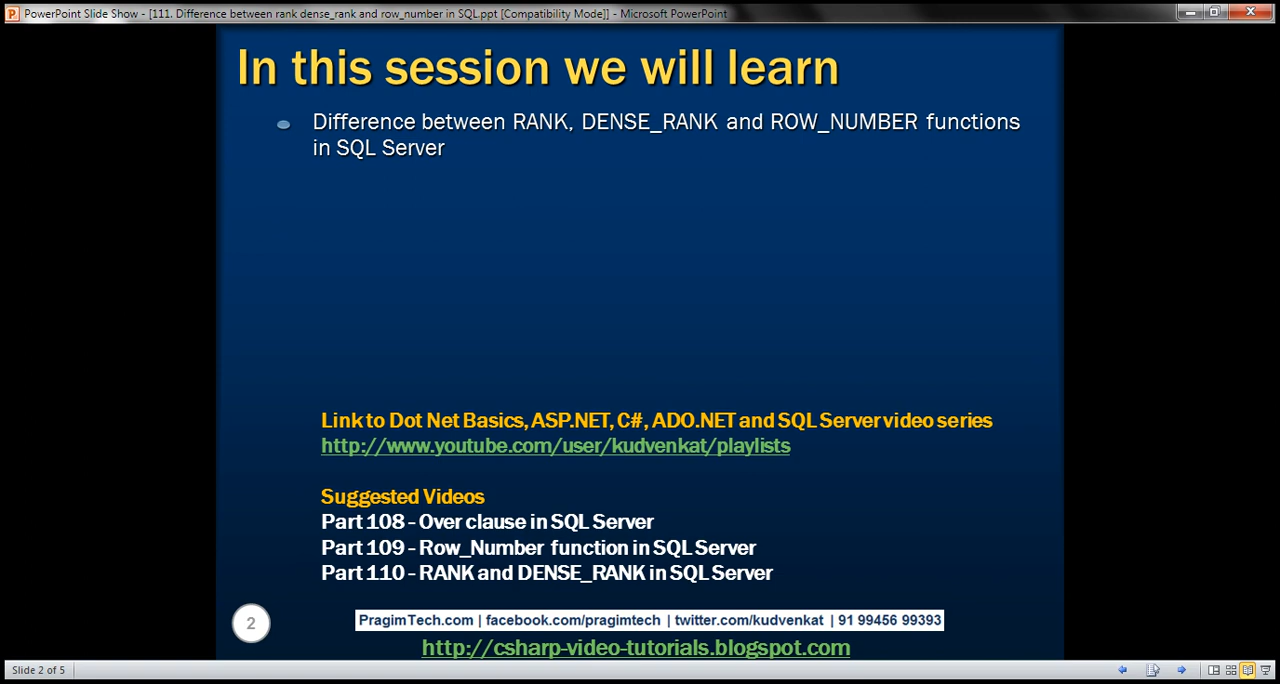 PowerPoint Slide Show - [111. Difference between rank dense_rank and row_number in SQL.ppt [Compatibility Mode]] - Microsoft PowerPoint
In this session we will learn
Difference between RANK, DENSE_RANK and ROW_NUMBER functions
in SQL Server
Link to Dot Net Basics, ASP.NET, C#, ADO.NET and SQL Server video series
http://www.youtube.com/user/kudvenkat/playlists
Suggested Videos
Part 108 - Over clause in SQL Server
Part 109 - Row_Number function in SQL Server
Part 110 - RANK and DENSE_RANK in SQL Server
2
PragimTech.com | facebook.com/pragimtech | twitter.com/kudvenkat | 91 99456 99393
http://csharp-video-tutorials.blogspot.com
Slide 2 of 5